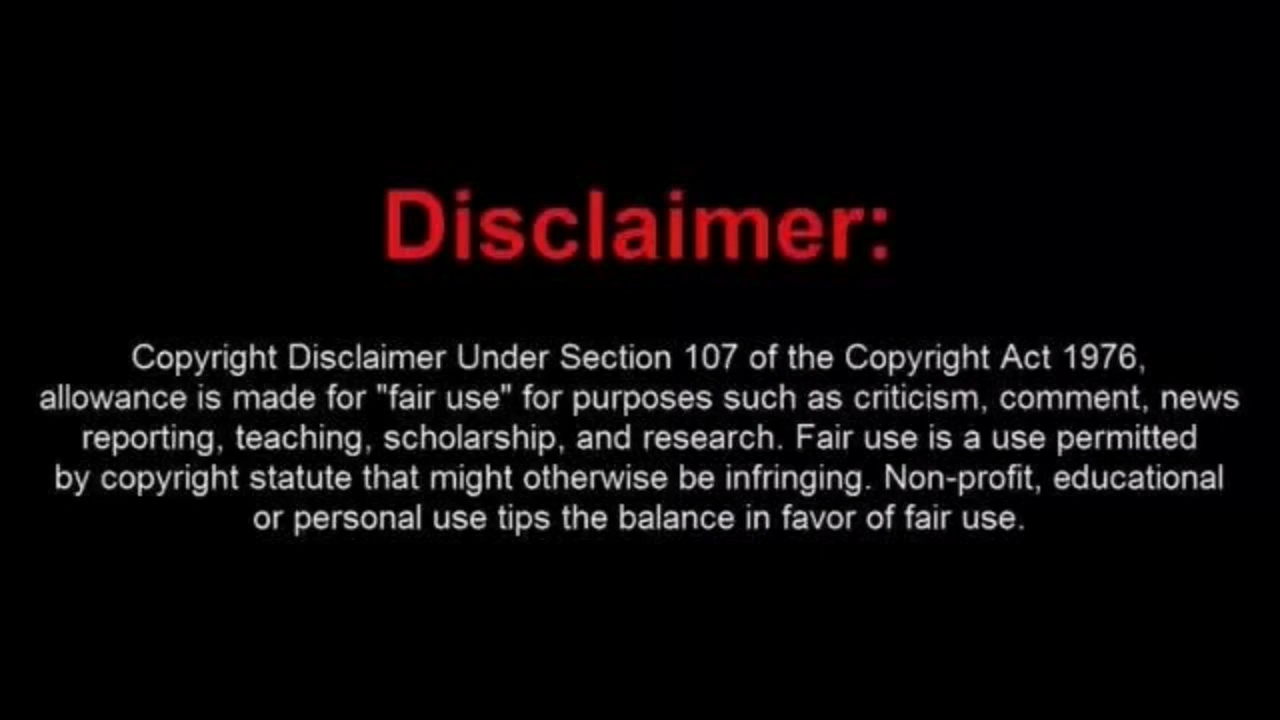 Disclaimer:
Copyright Disclaimer Under Section 107 of the Copyright Act 1976,
allowance is made for "fair use" for purposes such as criticism, comment, news
reporting, teaching, scholarship, and research. Fair use is a use permitted
by copyright statute that might otherwise be infringing. Non-profit, educational
or personal use tips the balance in favor of fair use.